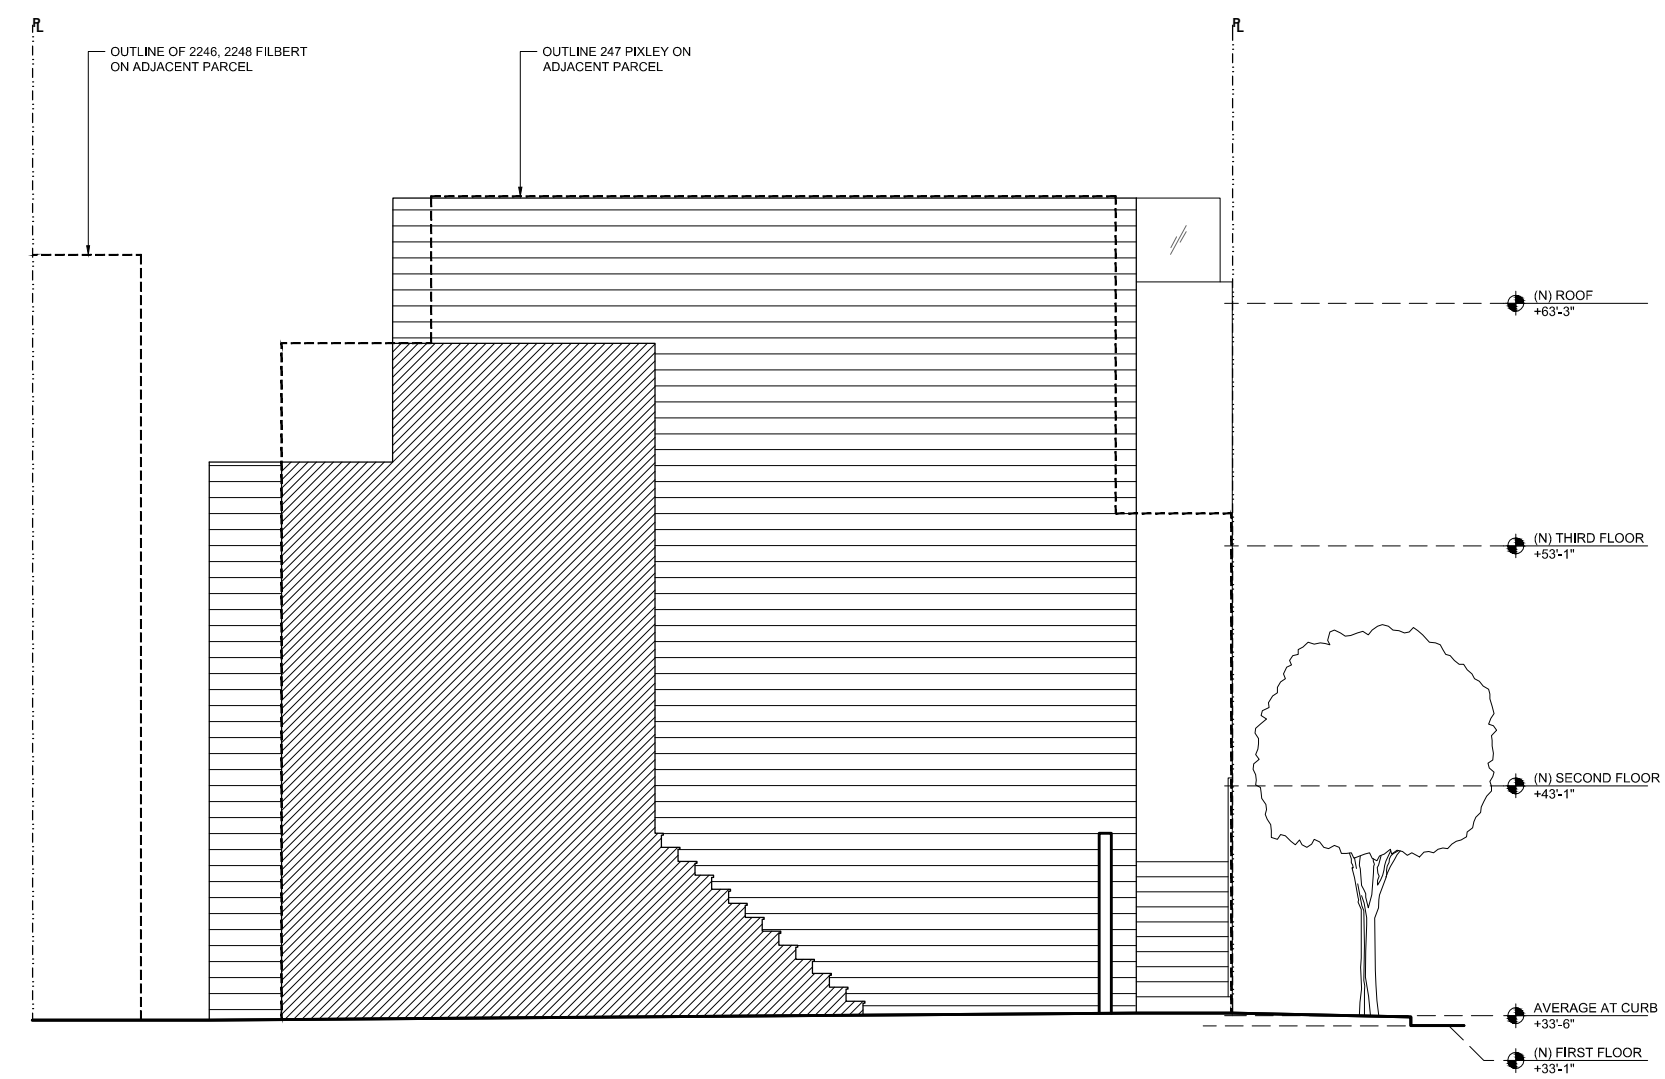 PL
PL
OUTLINE OF 2246, 2248 FILBERT
ON ADJACENT PARCEL
OUTLINE 247 PIXLEY ON
ADJACENT PARCEL
(N) ROOF
+63'-3"
(N) THIRD FLOOR
+53'-1"
(N) SECOND FLOOR
+43'-1"
AVERAGE AT CURB
+33'-6"
(N) FIRST FLOOR
+33'-1"